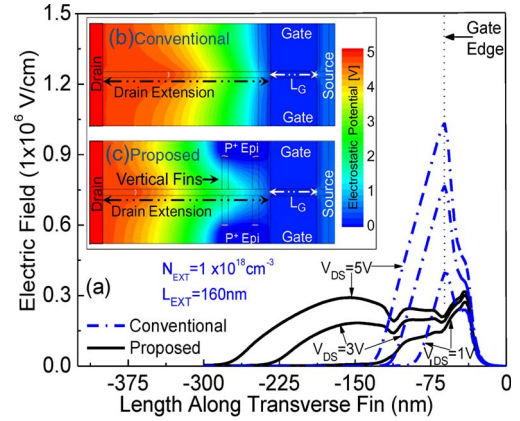 (b)Conventional
Gate
Drain
Drain Extension
L_G
Source
Gate
(c)Proposed
P⁺ Epi
Gate
Vertical Fins
Drain
Drain Extension
L_G
Source
P⁺ Epi
Gate
Electrostatic Potential [V]
5
4
3
2
1
0
Gate
Edge
Electric Field (1x10⁶ V/cm)
1.5
1.2
0.9
0.6
0.3
0.0
N_EXT=1 x10¹⁸cm⁻³
L_EXT=160nm
(a)
Conventional
Proposed
V_DS=5V
V_DS=3V
V_DS=1V
-375
-300
-225
-150
-75
0
Length Along Transverse Fin (nm)